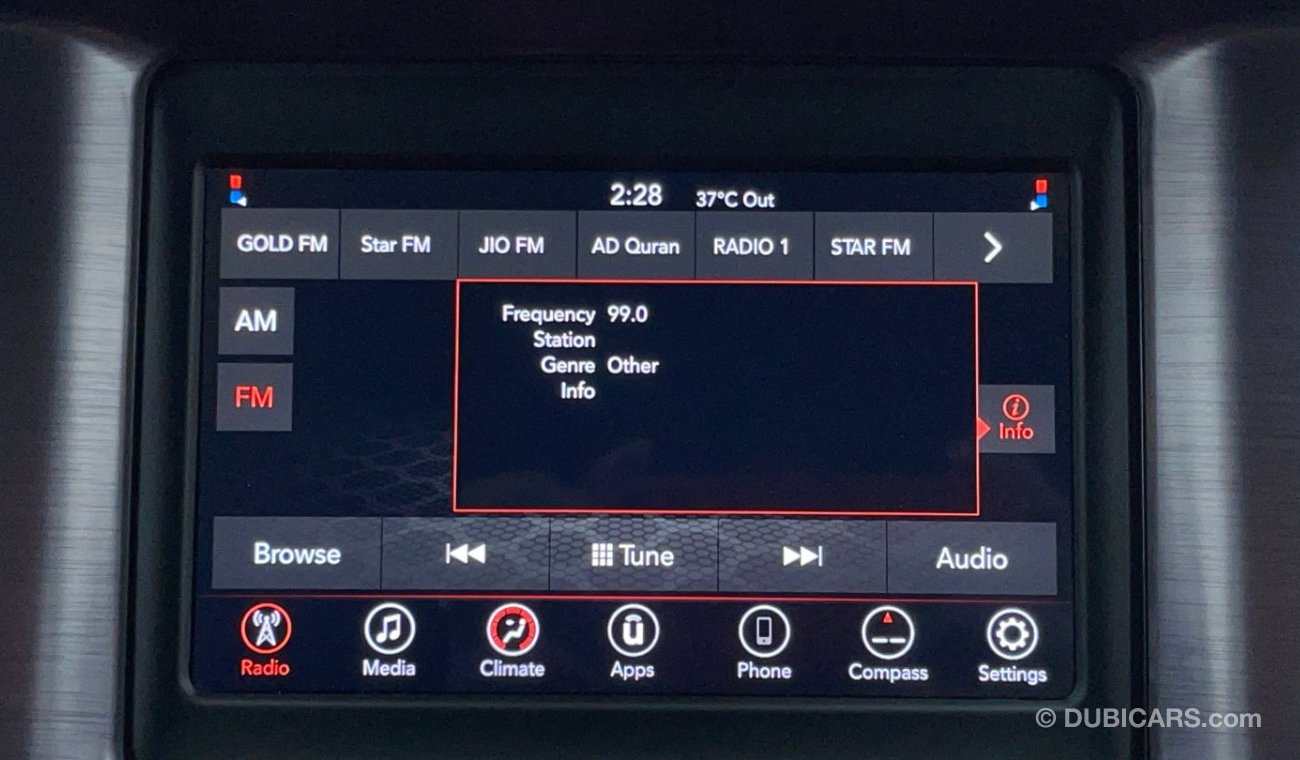 2:28 37°C Out
GOLD FM Star FM JIO FM AD Quran RADIO 1 STAR FM
AM
FM
Frequency 99.0
Station
Genre Other
Info
Info
Browse Tune Audio
Radio Media Climate Apps Phone Compass Settings
© DUBICARS.com